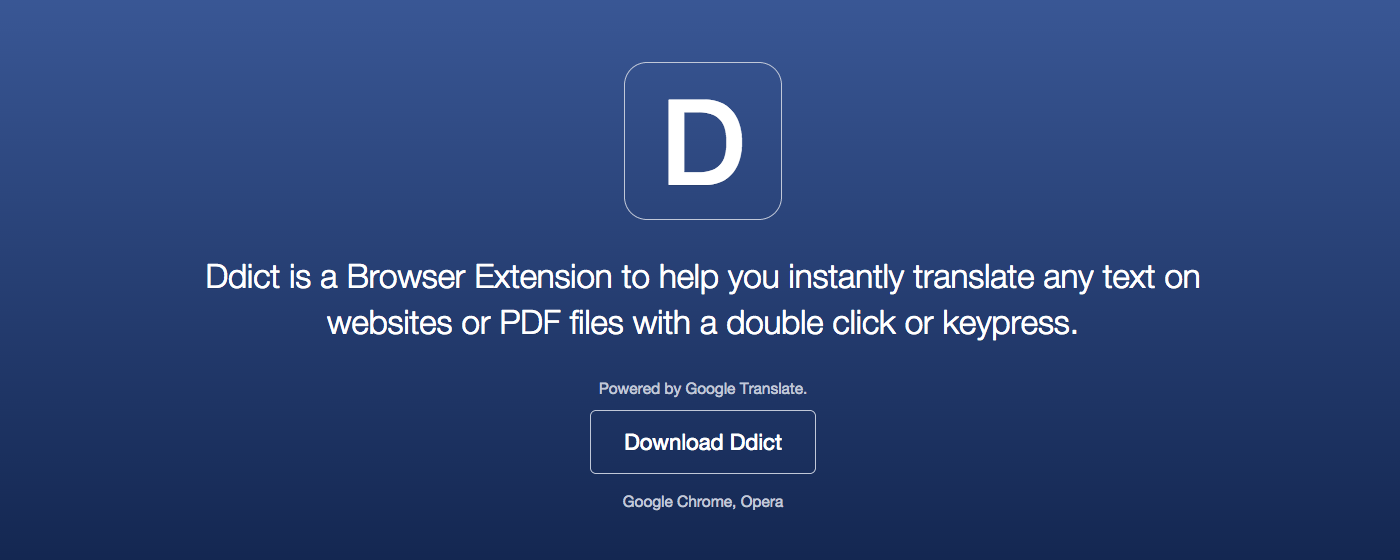 D
Ddict is a Browser Extension to help you instantly translate any text on
websites or PDF files with a double click or keypress.
Powered by Google Translate.
Download Ddict
Google Chrome, Opera